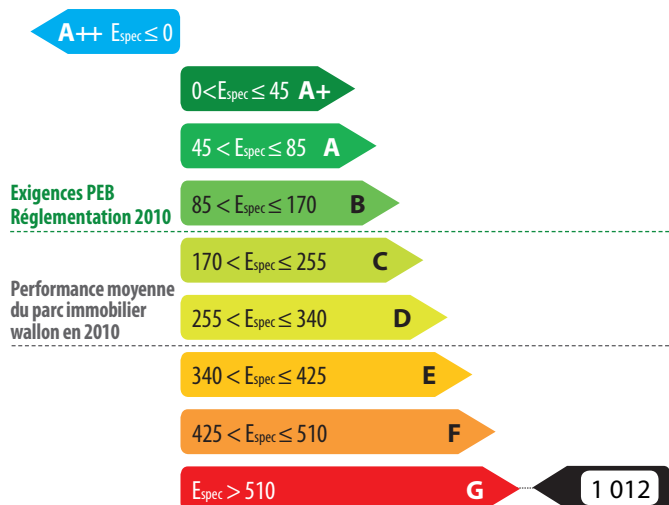 A++ Espec ≤ 0
0<Espec ≤ 45 A+
45 < Espec ≤ 85 A
Exigences PEB
Réglementation 2010
85 < Espec ≤ 170 B
170 < Espec ≤ 255 C
Performance moyenne
du parc immobilier
wallon en 2010
255 < Espec ≤ 340 D
340 < Espec ≤ 425 E
425 < Espec ≤ 510 F
Espec > 510 G
1 012